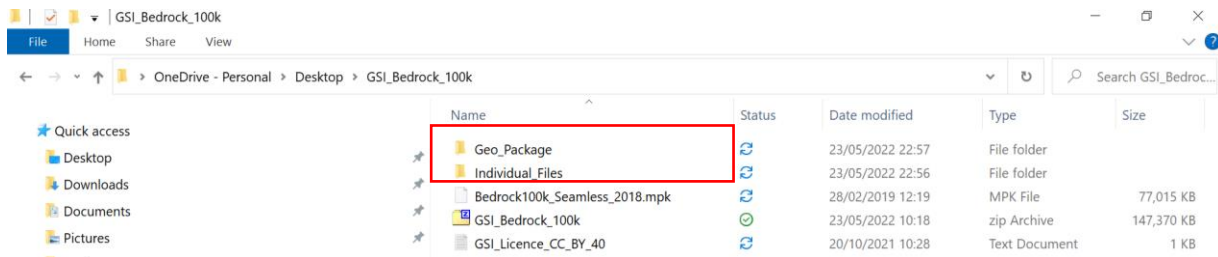 GSI_Bedrock_100k
File Home Share View
OneDrive - Personal > Desktop > GSI_Bedrock_100k Search GSI_Bedroc...
Name Status Date modified Type Size
Quick access
Desktop Geo_Package 23/05/2022 22:57 File folder
Downloads Individual_Files 23/05/2022 22:56 File folder
Bedrock100k_Seamless_2018.mpk 28/02/2019 12:19 MPK File 77,015 KB
Documents GSI_Bedrock_100k 23/05/2022 10:18 zip Archive 147,370 KB
Pictures GSI_Licence_CC_BY_40 20/10/2021 10:28 Text Document 1 KB